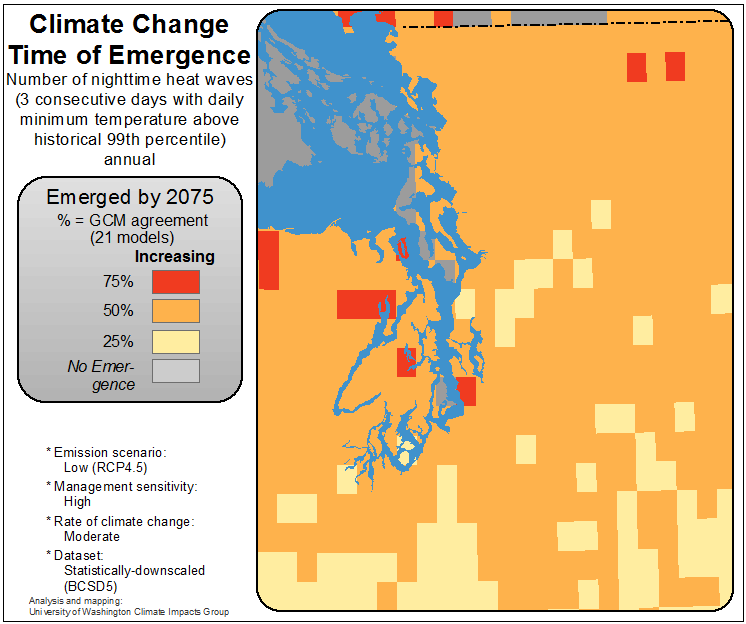 Climate Change
Time of Emergence
Number of nighttime heat waves
(3 consecutive days with daily
minimum temperature above
historical 99th percentile)
annual
Emerged by 2075
% = GCM agreement
(21 models)
Increasing
75%
50%
25%
No Emer-
gence
* Emission scenario:
Low (RCP4.5)
* Management sensitivity:
High
* Rate of climate change:
Moderate
* Dataset:
Statistically-downscaled
(BCSD5)
Analysis and mapping:
University of Washington Climate Impacts Group